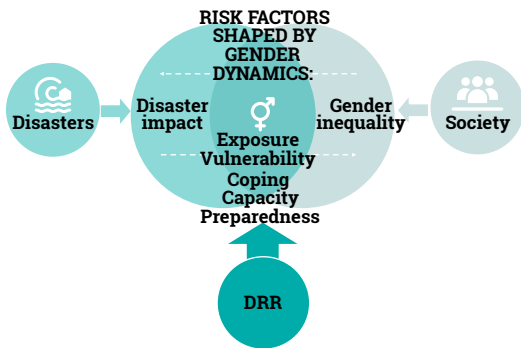 RISK FACTORS
SHAPED BY
GENDER
DYNAMICS:
Disasters
Disaster
impact
Gender
inequality
Society
Exposure
Vulnerability
Coping
Capacity
Preparedness
DRR